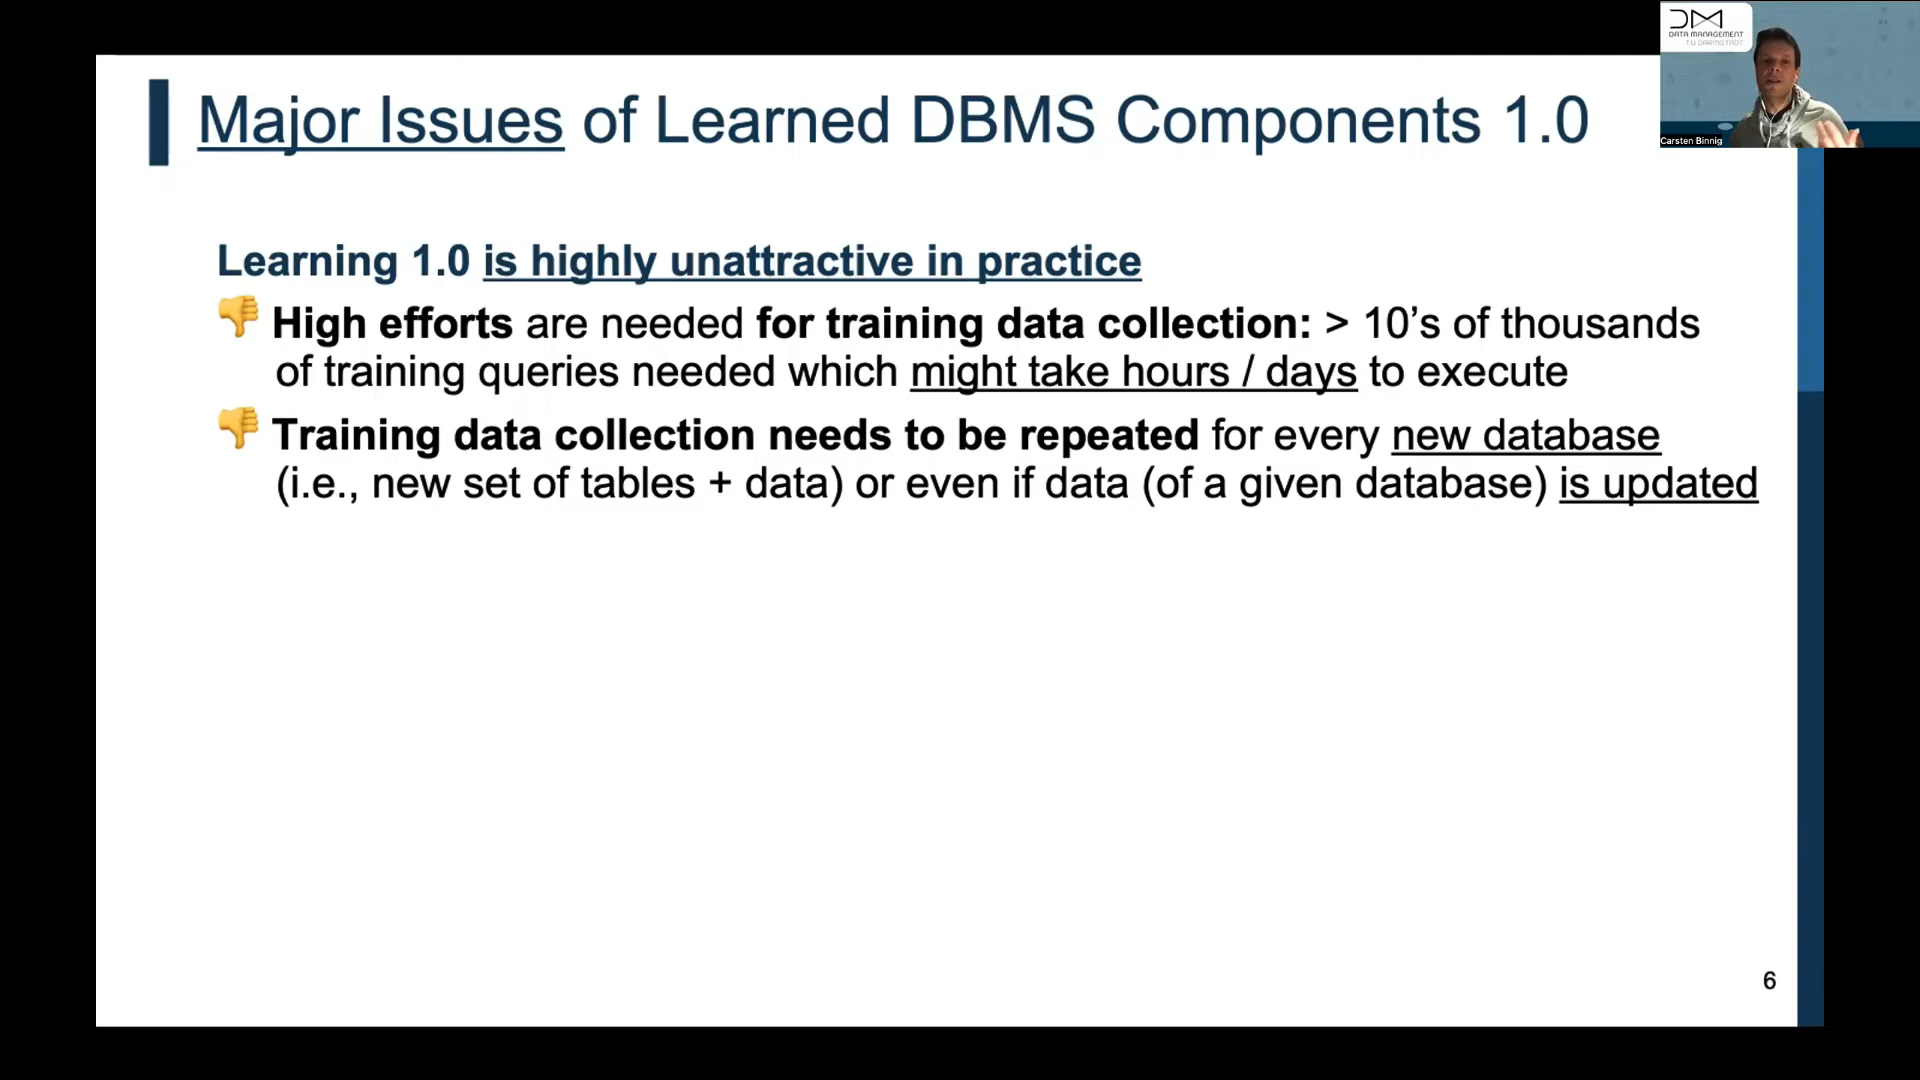 DM
DATA MANAGEMENT
TU DARMSTADT
Carsten Binnig
Major Issues of Learned DBMS Components 1.0
Learning 1.0 is highly unattractive in practice
👎 High efforts are needed for training data collection: > 10’s of thousands
of training queries needed which might take hours / days to execute
👎 Training data collection needs to be repeated for every new database
(i.e., new set of tables + data) or even if data (of a given database) is updated
6